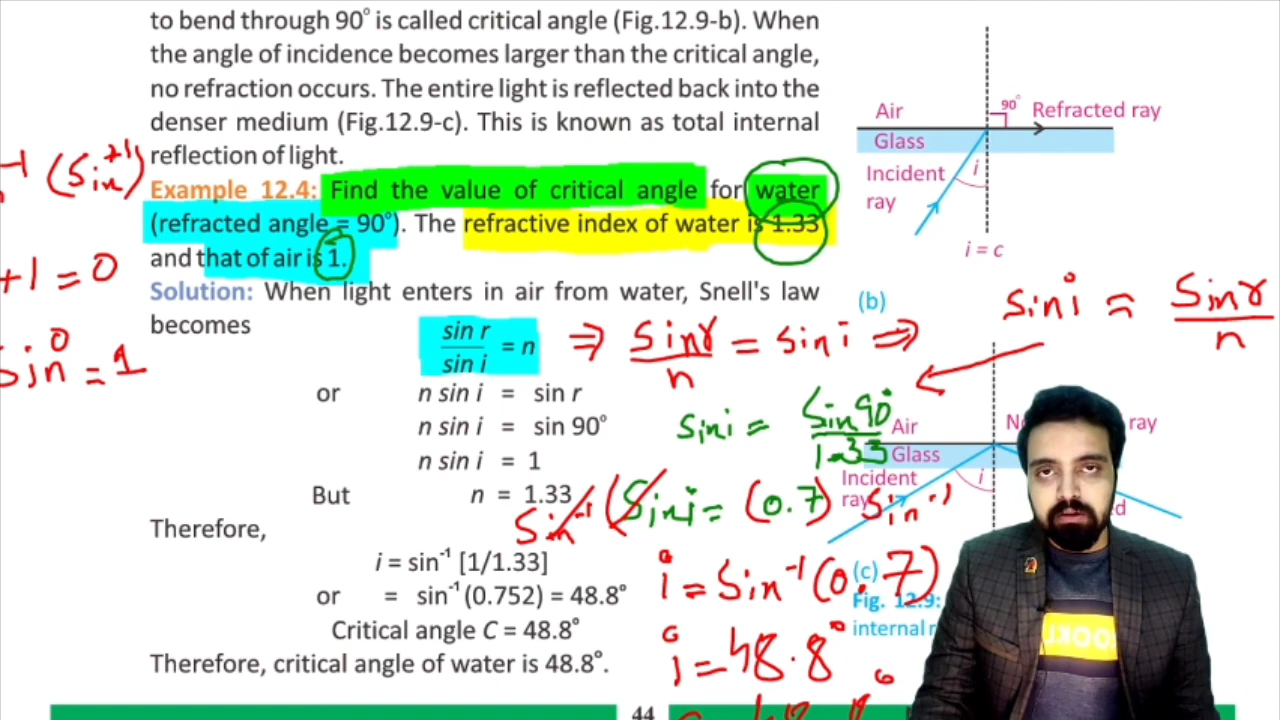 to bend through 90° is called critical angle (Fig.12.9-b). When
the angle of incidence becomes larger than the critical angle,
no refraction occurs. The entire light is reflected back into the
denser medium (Fig.12.9-c). This is known as total internal
reflection of light.
Example 12.4: Find the value of critical angle for water
(refracted angle = 90°). The refractive index of water is 1.33
and that of air is 1.
Solution: When light enters in air from water, Snell's law
becomes
sin r / sin i = n
or n sin i = sin r
n sin i = sin 90°
n sin i = 1
But n = 1.33
Therefore,
i = sin⁻¹ [1/1.33]
or = sin⁻¹ (0.752) = 48.8°
Critical angle C = 48.8°
Therefore, critical angle of water is 48.8°.
44
90°
Air Refracted ray
Glass
Incident
ray
i
i = c
(b)
Air
ray
Glass
Incident
ray
i
(c)
Fig. 12.9:
internal
⁻¹ (Sin⁺¹)
+1 = 0
Sin⁰ = 1
⇒ Sin r / n = Sin i ⇒
Sin i = Sin r / n
Sin i = Sin 90° / 1.33
Sin⁻¹ (Sin i = (0.7) Sin⁻¹
i = Sin⁻¹ (0.7)
i = 48.8°